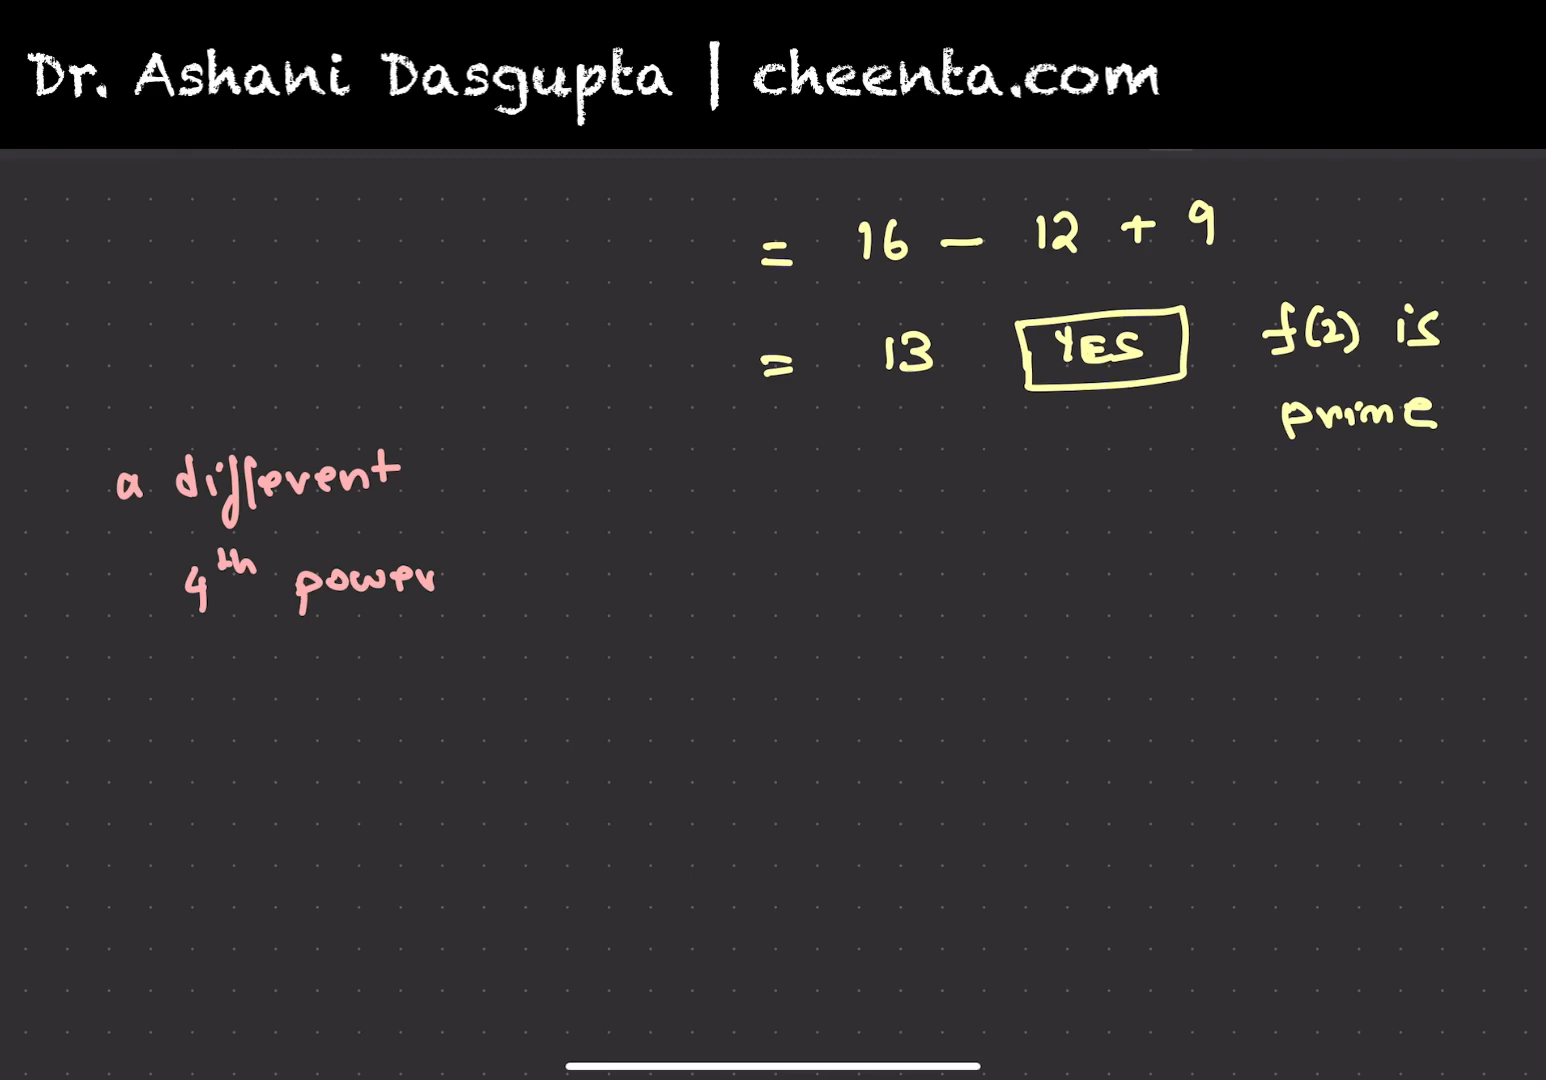 Dr. Ashani Dasgupta | cheenta.com
= 16 - 12 + 9
= 13 YES f(2) is
prime
a different
4th power